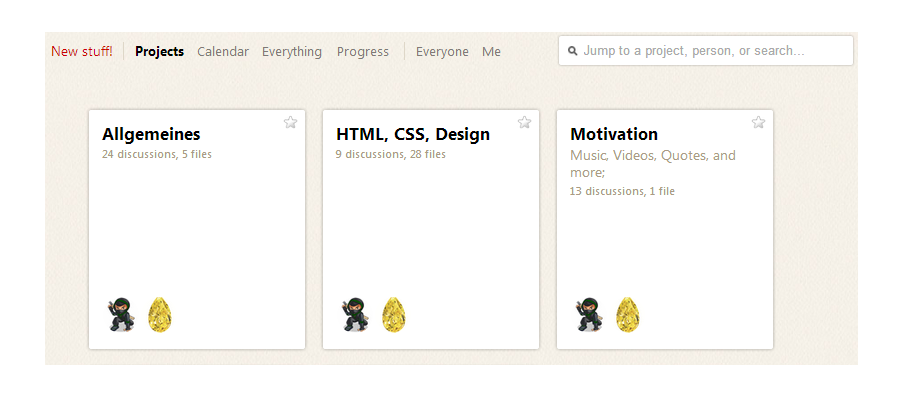 New stuff! Projects Calendar Everything Progress Everyone Me Jump to a project, person, or search...
Allgemeines
24 discussions, 5 files
HTML, CSS, Design
9 discussions, 28 files
Motivation
Music, Videos, Quotes, and
more;
13 discussions, 1 file